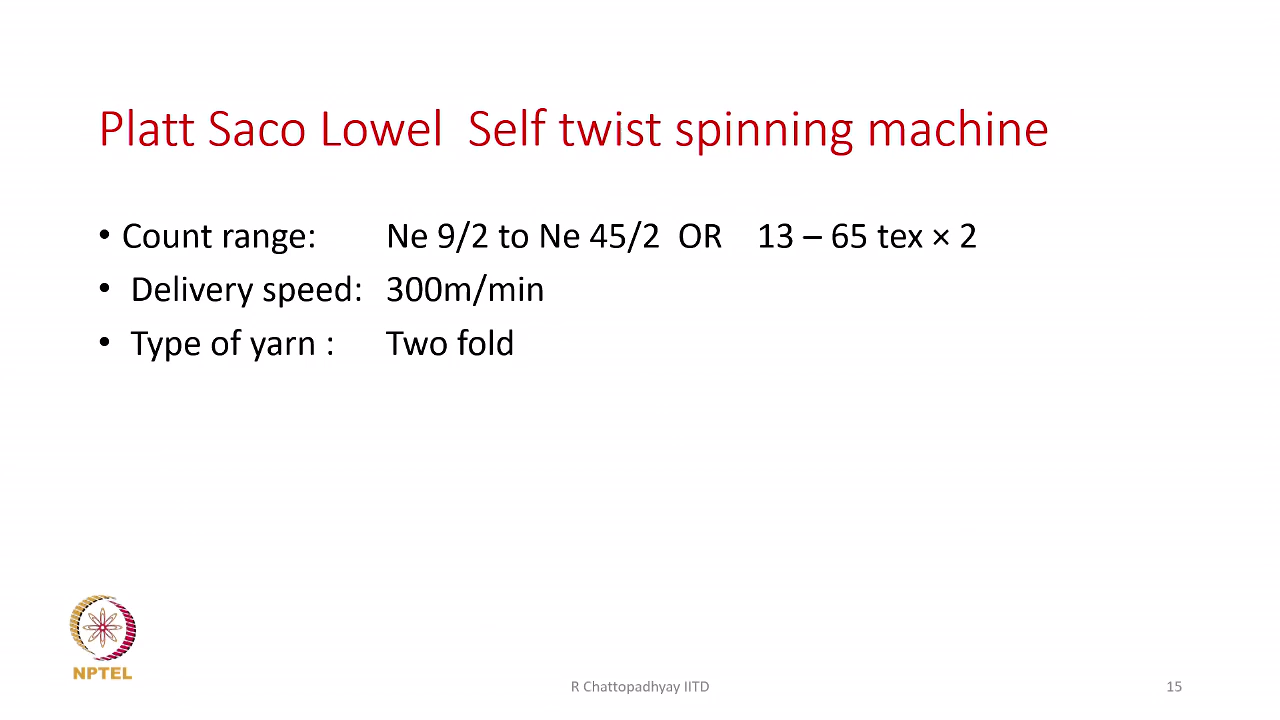 Platt Saco Lowel Self twist spinning machine
• Count range: Ne 9/2 to Ne 45/2 OR 13 – 65 tex × 2
• Delivery speed: 300m/min
• Type of yarn : Two fold
NPTEL
R Chattopadhyay IITD
15